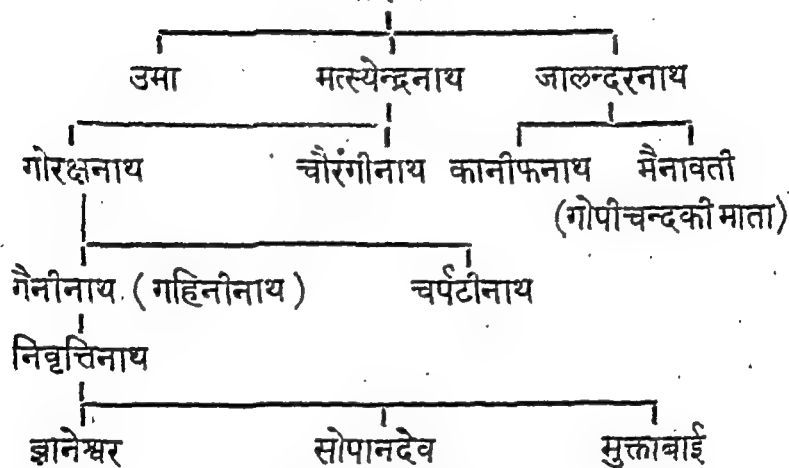 उमा मत्स्येन्द्रनाथ जालन्दरनाथ
गोरक्षनाथ चौरंगीनाथ कानीफनाथ मैनावती
(गोपीचन्दकी माता)
गैनीनाथ. (गहिनीनाथ) चर्पटीनाथ
निवृत्तिनाथ
ज्ञानेश्वर सोपानदेव मुक्ताबाई